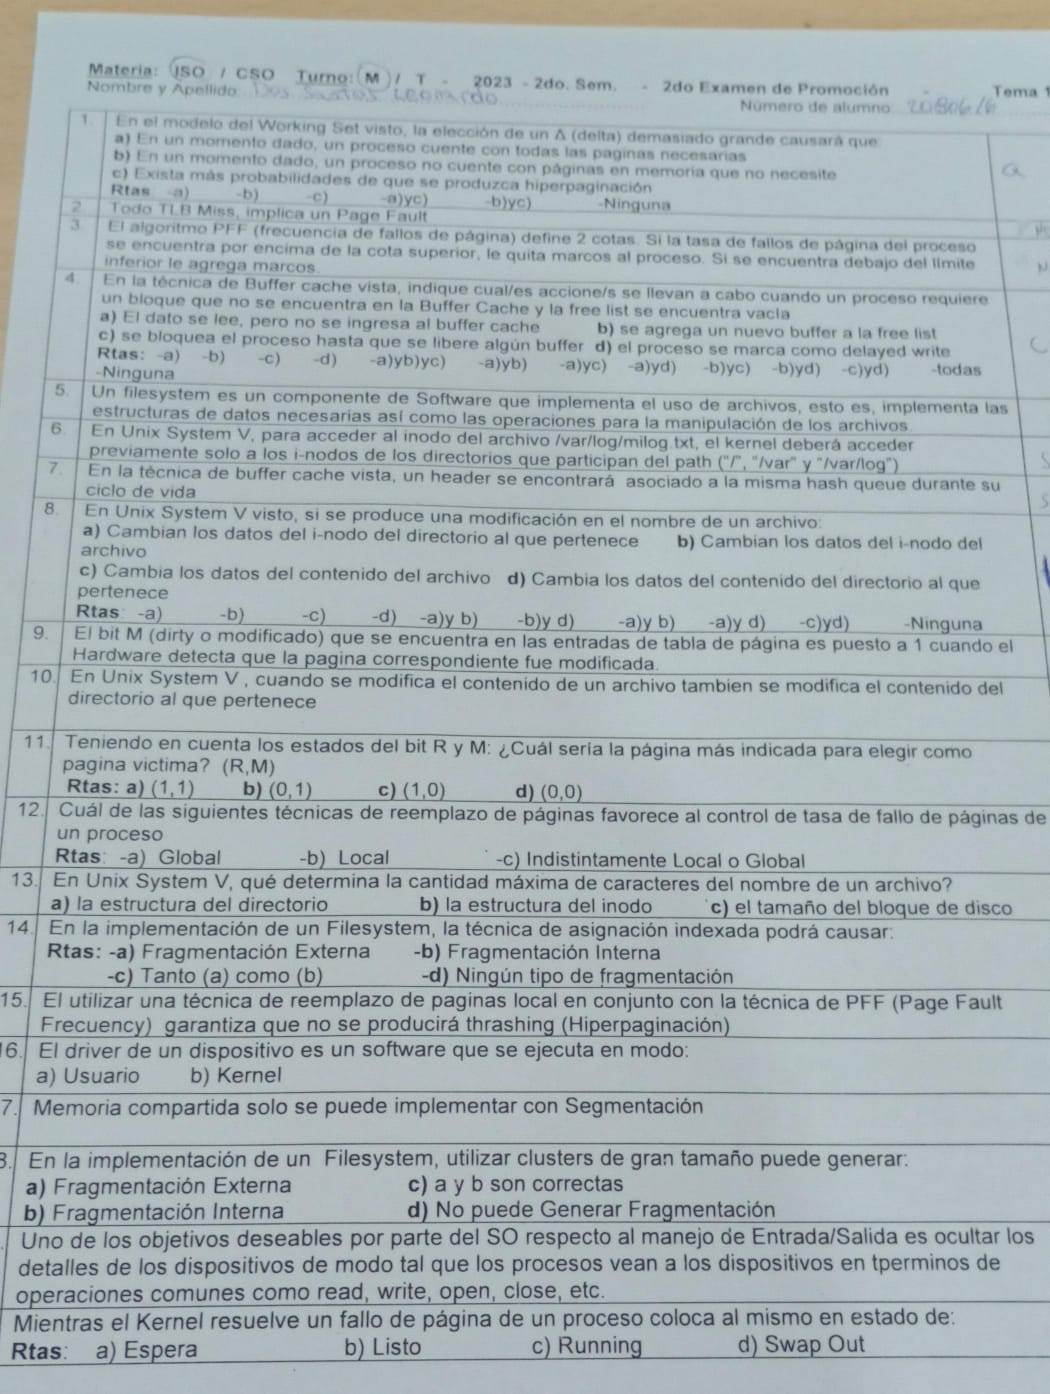 Materia: ISO / CSO Turno: M / T - 2023 - 2do. Sem. - 2do Examen de Promoción - Tema 1
Nombre y Apellido Dos Santos Leonardo Número de alumno 20806/6
1. En el modelo del Working Set visto, la elección de un Δ (delta) demasiado grande causará que
a) En un momento dado, un proceso cuente con todas las paginas necesarias
b) En un momento dado, un proceso no cuente con páginas en memoria que no necesite
c) Exista más probabilidades de que se produzca hiperpaginación
Rtas -a) -b) -c) -a)yc) -b)yc) -Ninguna
a
2 Todo TLB Miss, implica un Page Fault
3. El algoritmo PFF (frecuencia de fallos de página) define 2 cotas. Si la tasa de fallos de página del proceso
se encuentra por encima de la cota superior, le quita marcos al proceso. Si se encuentra debajo del límite
inferior le agrega marcos
N
4. En la técnica de Buffer cache vista, indique cual/es accione/s se llevan a cabo cuando un proceso requiere
un bloque que no se encuentra en la Buffer Cache y la free list se encuentra vacía
a) El dato se lee, pero no se ingresa al buffer cache b) se agrega un nuevo buffer a la free list
c) se bloquea el proceso hasta que se libere algún buffer d) el proceso se marca como delayed write
C
Rtas: -a) -b) -c) -d) -a)yb)yc) -a)yb) -a)yc) -a)yd) -b)yc) -b)yd) -c)yd) -todas
-Ninguna
5. Un filesystem es un componente de Software que implementa el uso de archivos, esto es, implementa las
estructuras de datos necesarias así como las operaciones para la manipulación de los archivos.
6. En Unix System V, para acceder al inodo del archivo /var/log/milog.txt, el kernel deberá acceder
previamente solo a los i-nodos de los directorios que participan del path ("/", "/var" y "/var/log")
S
7. En la técnica de buffer cache vista, un header se encontrará asociado a la misma hash queue durante su
ciclo de vida
S
8. En Unix System V visto, si se produce una modificación en el nombre de un archivo:
a) Cambian los datos del i-nodo del directorio al que pertenece b) Cambian los datos del i-nodo del
archivo
c) Cambia los datos del contenido del archivo d) Cambia los datos del contenido del directorio al que
pertenece
Rtas -a) -b) -c) -d) -a)y b) -b)y d) -a)y b) -a)y d) -c)yd) -Ninguna
9. El bit M (dirty o modificado) que se encuentra en las entradas de tabla de página es puesto a 1 cuando el
Hardware detecta que la pagina correspondiente fue modificada.
10. En Unix System V , cuando se modifica el contenido de un archivo tambien se modifica el contenido del
directorio al que pertenece
11. Teniendo en cuenta los estados del bit R y M: ¿Cuál sería la página más indicada para elegir como
pagina victima? (R,M)
Rtas: a) (1,1) b) (0,1) c) (1,0) d) (0,0)
12. Cuál de las siguientes técnicas de reemplazo de páginas favorece al control de tasa de fallo de páginas de
un proceso
Rtas: -a) Global -b) Local -c) Indistintamente Local o Global
13. En Unix System V, qué determina la cantidad máxima de caracteres del nombre de un archivo?
a) la estructura del directorio b) la estructura del inodo c) el tamaño del bloque de disco
14. En la implementación de un Filesystem, la técnica de asignación indexada podrá causar:
Rtas: -a) Fragmentación Externa -b) Fragmentación Interna
-c) Tanto (a) como (b) -d) Ningún tipo de fragmentación
15. El utilizar una técnica de reemplazo de paginas local en conjunto con la técnica de PFF (Page Fault
Frecuency) garantiza que no se producirá thrashing (Hiperpaginación)
16. El driver de un dispositivo es un software que se ejecuta en modo:
a) Usuario b) Kernel
7. Memoria compartida solo se puede implementar con Segmentación
8. En la implementación de un Filesystem, utilizar clusters de gran tamaño puede generar:
a) Fragmentación Externa c) a y b son correctas
b) Fragmentación Interna d) No puede Generar Fragmentación
Uno de los objetivos deseables por parte del SO respecto al manejo de Entrada/Salida es ocultar los
detalles de los dispositivos de modo tal que los procesos vean a los dispositivos en tperminos de
operaciones comunes como read, write, open, close, etc.
Mientras el Kernel resuelve un fallo de página de un proceso coloca al mismo en estado de:
Rtas: a) Espera b) Listo c) Running d) Swap Out